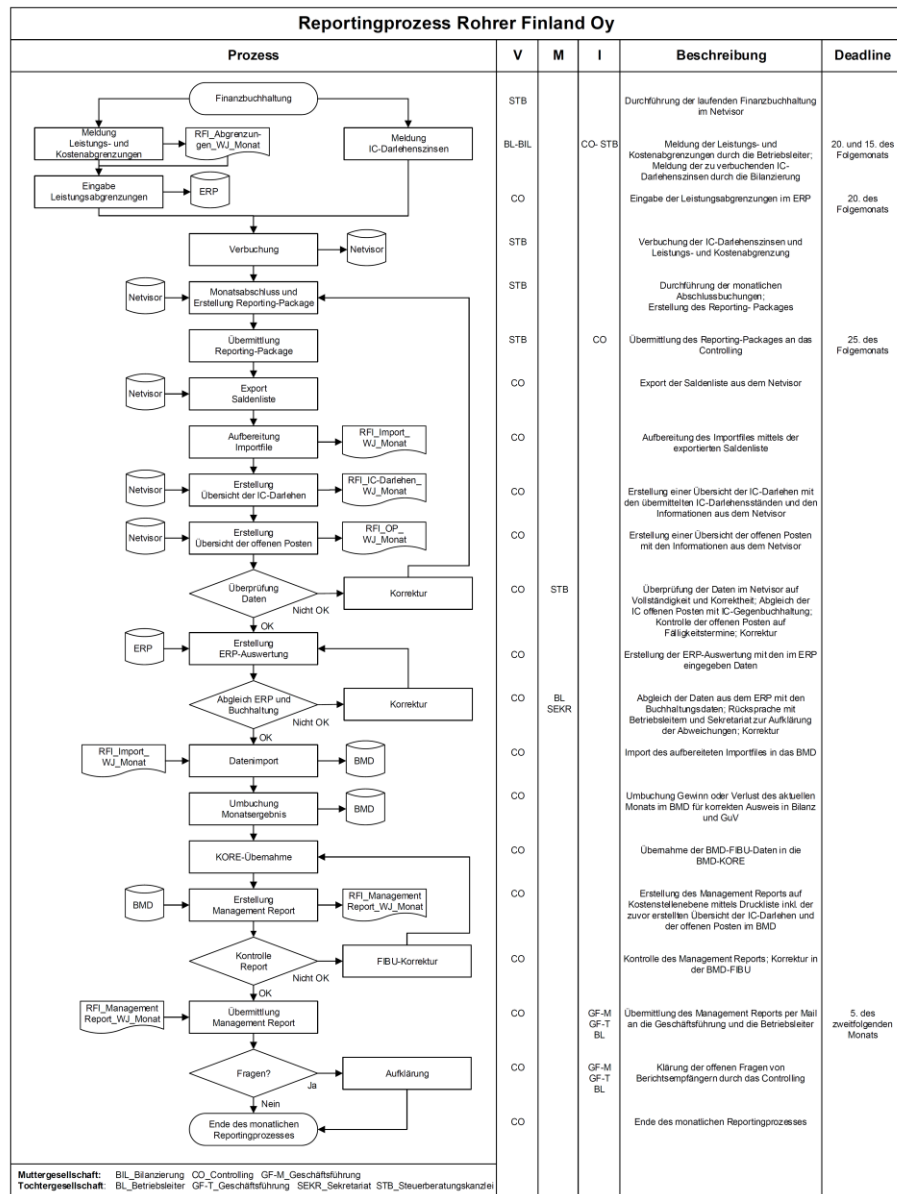 Reportingprozess Rohrer Finland Oy
Prozess V M I Beschreibung Deadline
Finanzbuchhaltung
STB
Durchführung der laufenden Finanzbuchhaltung
im Netvisor
Meldung
Leistungs- und
Kostenabgrenzungen
RFI_Abgrenzun-
gen_WJ_Monat
Meldung
IC-Darlehenszinsen
BL-BIL
CO- STB
Meldung der Leistungs- und
Kostenabgrenzungen durch die Betriebsleiter;
Meldung der zu verbuchenden IC-
Darlehenszinsen durch die Bilanzierung
20. und 15. des
Folgemonats
Eingabe
Leistungsabgrenzungen
ERP
CO
Eingabe der Leistungsabgrenzungen im ERP
20. des
Folgemonats
Verbuchung
Netvisor
STB
Verbuchung der IC-Darlehenszinsen und
Leistungs- und Kostenabgrenzung
Netvisor
Monatsabschluss und
Erstellung Reporting-Package
STB
Durchführung der monatlichen
Abschlussbuchungen;
Erstellung des Reporting- Packages
Übermittlung
Reporting-Package
STB
CO
Übermittlung des Reporting-Packages an das
Controlling
25. des
Folgemonats
Netvisor
Export
Saldenliste
CO
Export der Saldenliste aus dem Netvisor
Aufbereitung
Importfile
RFI_Import_
WJ_Monat
CO
Aufbereitung des Importfiles mittels der
exportierten Saldenliste
Netvisor
Erstellung
Übersicht der IC-Darlehen
RFI_IC-Darlehen_
WJ_Monat
CO
Erstellung einer Übersicht der IC-Darlehen mit
den übermittelten IC-Darlehensständen und den
Informationen aus dem Netvisor
Netvisor
Erstellung
Übersicht der offenen Posten
RFI_OP_
WJ_Monat
CO
Erstellung einer Übersicht der offenen Posten
mit den Informationen aus dem Netvisor
Überprüfung
Daten
Nicht OK
Korrektur
OK
CO
STB
Überprüfung der Daten im Netvisor auf
Vollständigkeit und Korrektheit; Abgleich der
IC offenen Posten mit IC-Gegenbuchhaltung;
Kontrolle der offenen Posten auf
Fälligkeitstermine; Korrektur
ERP
Erstellung
ERP-Auswertung
CO
Erstellung der ERP-Auswertung mit den im ERP
eingegeben Daten
Abgleich ERP und
Buchhaltung
Nicht OK
Korrektur
OK
CO
BL
SEKR
Abgleich der Daten aus dem ERP mit den
Buchhaltungsdaten; Rücksprache mit
Betriebsleitern und Sekretariat zur Aufklärung
der Abweichungen; Korrektur
RFI_Import_
WJ_Monat
Datenimport
BMD
CO
Import des aufbereiteten Importfiles in das BMD
Umbuchung
Monatsergebnis
BMD
CO
Umbuchung Gewinn oder Verlust des aktuellen
Monats im BMD für korrekten Ausweis in Bilanz
und GuV
KORE-Übernahme
CO
Übernahme der BMD-FIBU-Daten in die
BMD-KORE
BMD
Erstellung
Management Report
RFI_Management
Report_WJ_Monat
CO
Erstellung des Management Reports auf
Kostenstellenebene mittels Druckliste inkl. der
zuvor erstellten Übersicht der IC-Darlehen und
der offenen Posten im BMD
Kontrolle
Report
Nicht OK
FIBU-Korrektur
OK
CO
Kontrolle des Management Reports; Korrektur in
der BMD-FIBU
RFI_Management
Report_WJ_Monat
Übermittlung
Management Report
CO
GF-M
GF-T
BL
Übermittlung des Management Reports per Mail
an die Geschäftsführung und die Betriebsleiter
5. des
zweitfolgenden
Monats
Fragen?
Ja
Aufklärung
Nein
CO
GF-M
GF-T
BL
Klärung der offenen Fragen von
Berichtsempfängern durch das Controlling
Ende des monatlichen
Reportingprozesses
CO
Ende des monatlichen Reportingprozesses
Muttergesellschaft: BIL_Bilanzierung CO_Controlling GF-M_Geschäftsführung
Tochtergesellschaft: BL_Betriebsleiter GF-T_Geschäftsführung SEKR_Sekretariat STB_Steuerberatungskanzlei